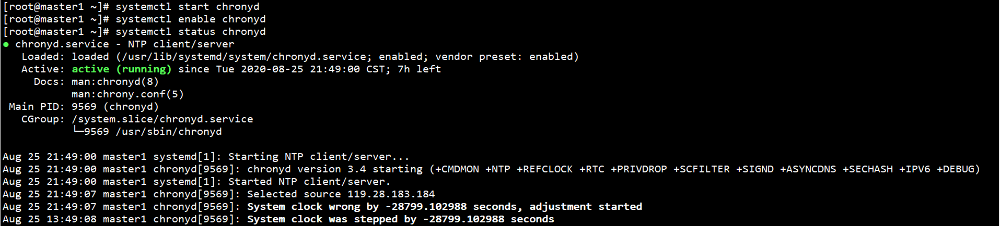 [root@master1 ~]# systemctl start chronyd
[root@master1 ~]# systemctl enable chronyd
[root@master1 ~]# systemctl status chronyd
● chronyd.service - NTP client/server
   Loaded: loaded (/usr/lib/systemd/system/chronyd.service; enabled; vendor preset: enabled)
   Active: active (running) since Tue 2020-08-25 21:49:00 CST; 7h left
     Docs: man:chronyd(8)
           man:chrony.conf(5)
 Main PID: 9569 (chronyd)
   CGroup: /system.slice/chronyd.service
           └─9569 /usr/sbin/chronyd

Aug 25 21:49:00 master1 systemd[1]: Starting NTP client/server...
Aug 25 21:49:00 master1 chronyd[9569]: chronyd version 3.4 starting (+CMDMON +NTP +REFCLOCK +RTC +PRIVDROP +SCFILTER +SIGND +ASYNCDNS +SECHASH +IPV6 +DEBUG)
Aug 25 21:49:00 master1 systemd[1]: Started NTP client/server.
Aug 25 21:49:07 master1 chronyd[9569]: Selected source 119.28.183.184
Aug 25 21:49:07 master1 chronyd[9569]: System clock wrong by -28799.102988 seconds, adjustment started
Aug 25 13:49:08 master1 chronyd[9569]: System clock was stepped by -28799.102988 seconds